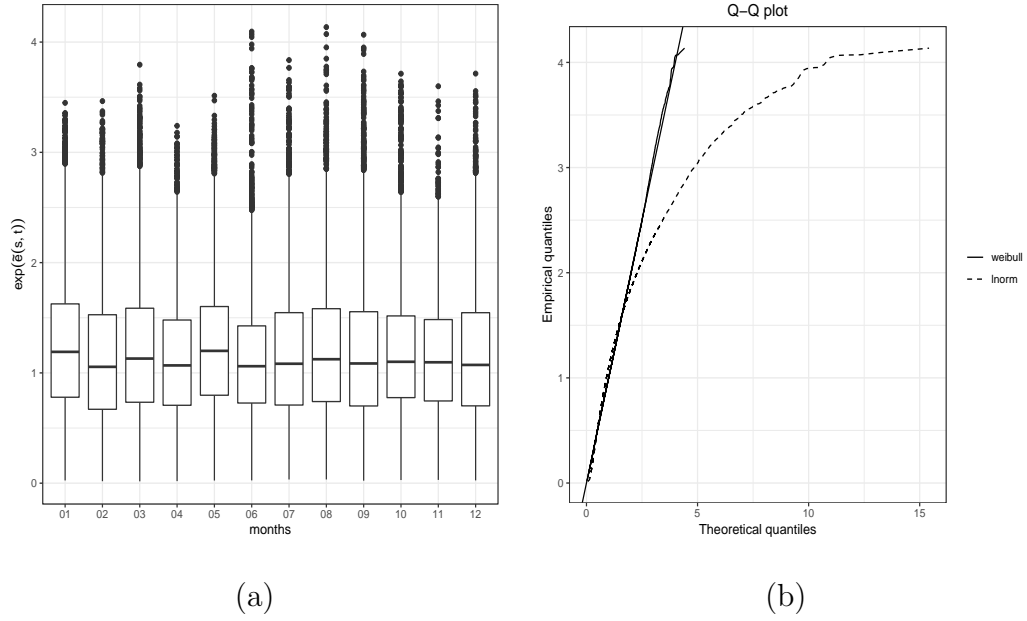 exp(ẽ(s, t))
4
3
2
1
0
01 02 03 04 05 06 07 08 09 10 11 12
months
(a)
Q−Q plot
Empirical quantiles
4
3
2
1
0
0 5 10 15
Theoretical quantiles
weibull
lnorm
(b)